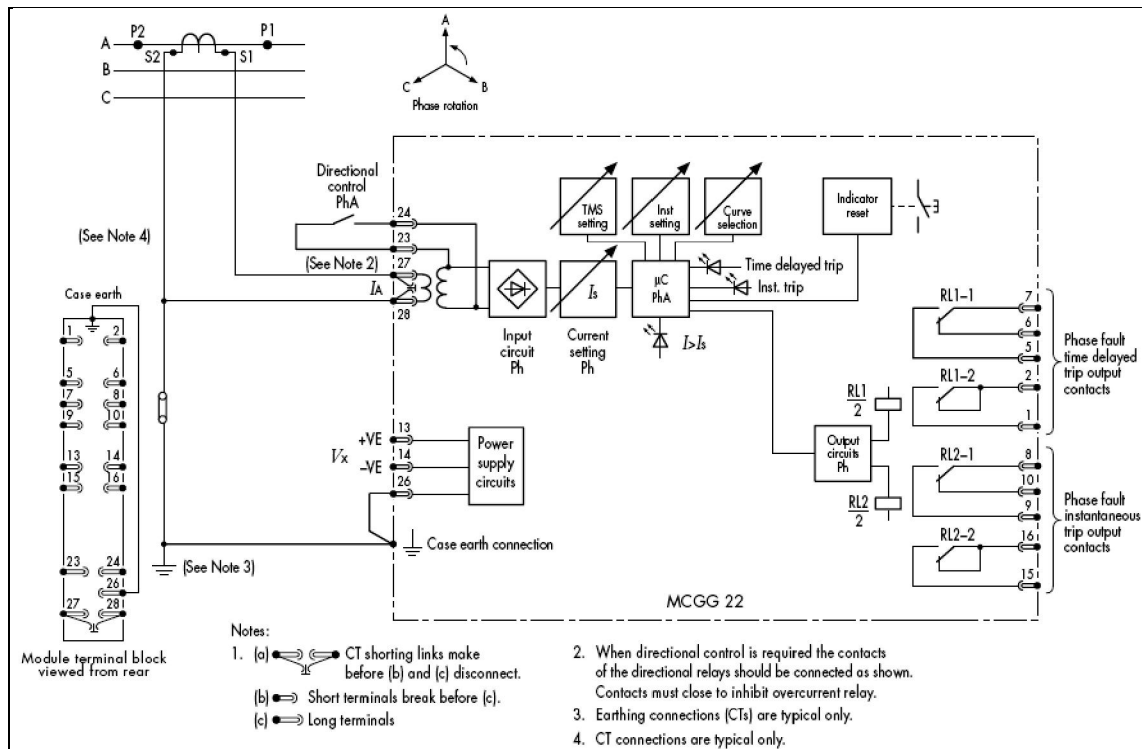 A
P2
P1
S2
S1
B
C
A
C
B
Phase rotation
Directional
control
PhA
(See Note 4)
24
23
(See Note 2)
27
IA
28
TMS
setting
Inst
setting
Curve
selection
Indicator
reset
Is
µC
PhA
Time delayed trip
Inst. trip
I>Is
Input
circuit
Ph
Current
setting
Ph
Case earth
1 2
5 6
7 8
9 10
13 14
15 16
23 24
26
27 28
Module terminal block
viewed from rear
+VE
13
Vx
–VE
14
26
Power
supply
circuits
Case earth connection
(See Note 3)
RL1
2
Output
circuits
Ph
RL2
2
RL1–1
7
6
5
RL1–2
2
1
Phase fault
time delayed
trip output
contacts
RL2–1
8
10
9
RL2–2
16
15
Phase fault
instantaneous
trip output
contacts
MCGG 22
Notes:
1. (a) CT shorting links make
before (b) and (c) disconnect.
(b) Short terminals break before (c).
(c) Long terminals
2. When directional control is required the contacts
of the directional relays should be connected as shown.
Contacts must close to inhibit overcurrent relay.
3. Earthing connections (CTs) are typical only.
4. CT connections are typical only.